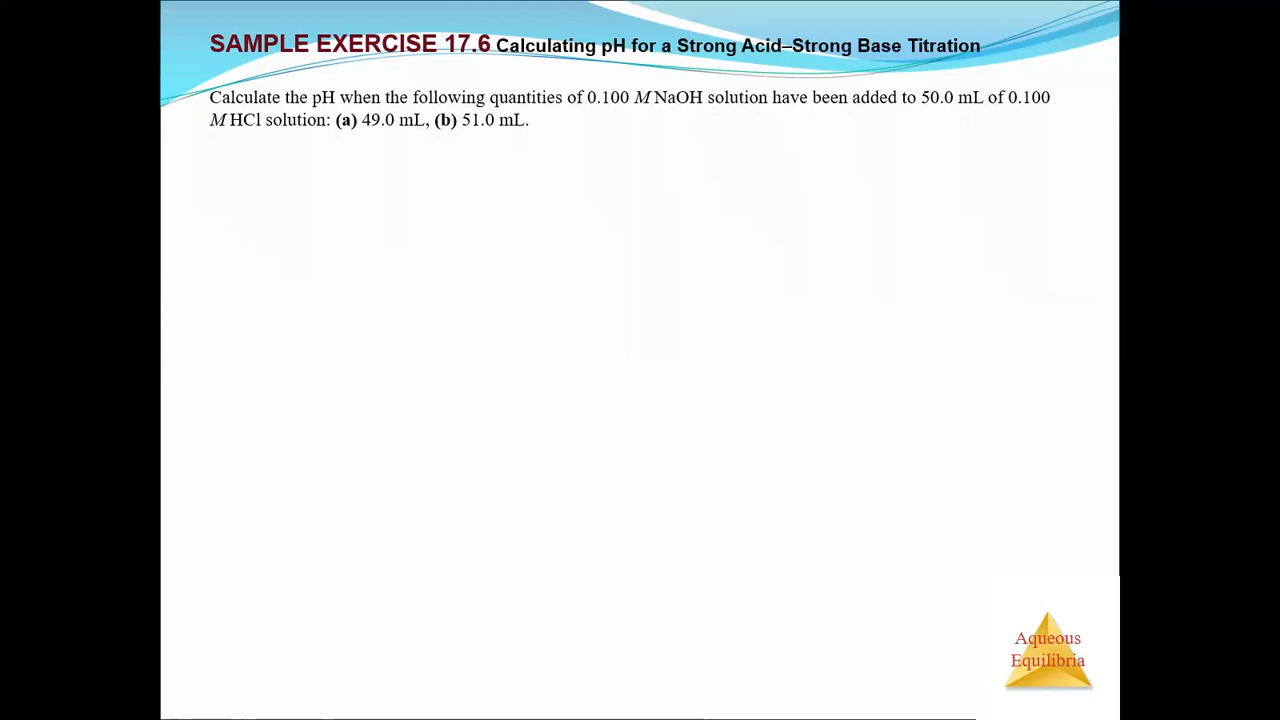 SAMPLE EXERCISE 17.6 Calculating pH for a Strong Acid–Strong Base Titration
Calculate the pH when the following quantities of 0.100 M NaOH solution have been added to 50.0 mL of 0.100
M HCl solution: (a) 49.0 mL, (b) 51.0 mL.
Aqueous
Equilibria